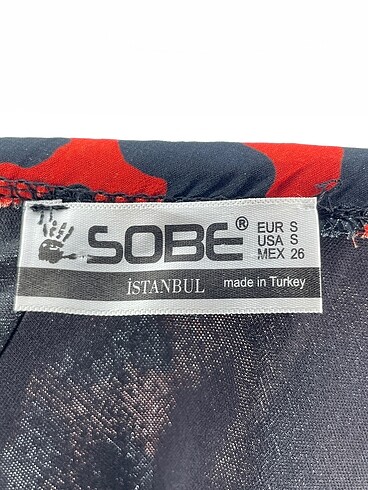 SOBE®
EUR S
USA S
MEX 26
İSTANBUL
made in Turkey